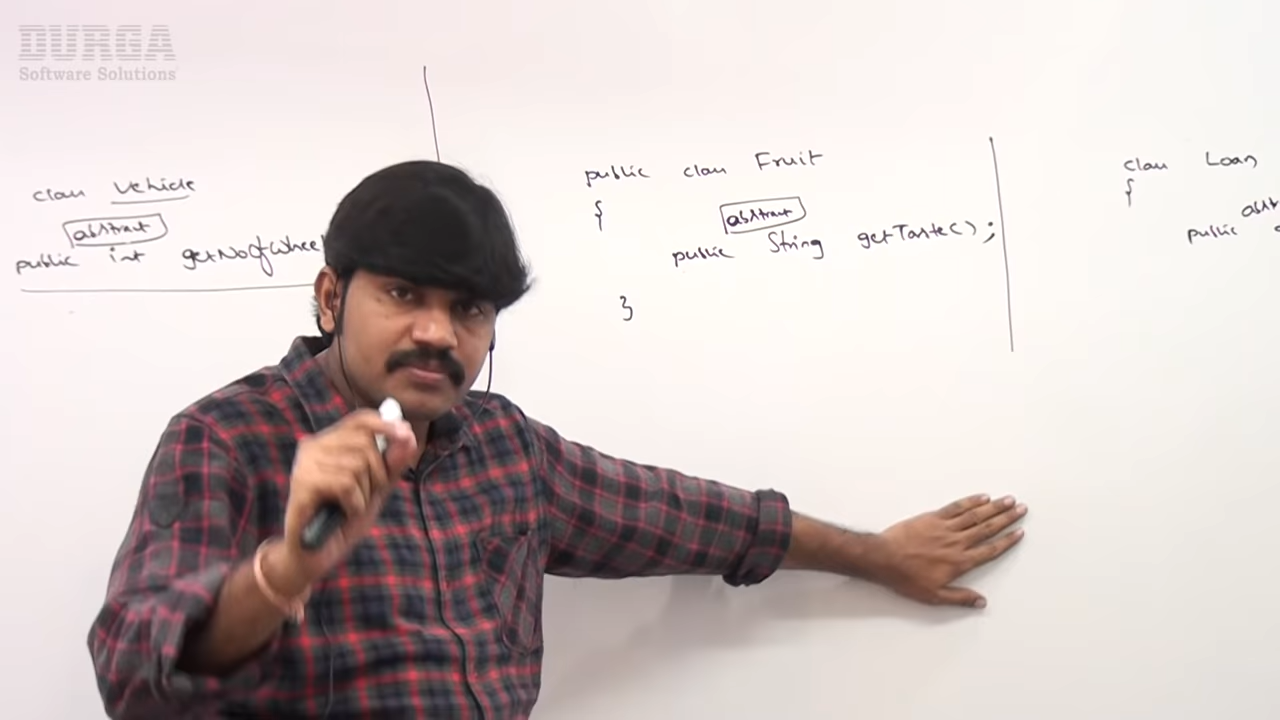 DURGA
Software Solutions
class Vehicle
abstract
public int getNoOfWheel
public class Fruit
{
abstract
public String getTaste();
}
class Loan
{
abst
public